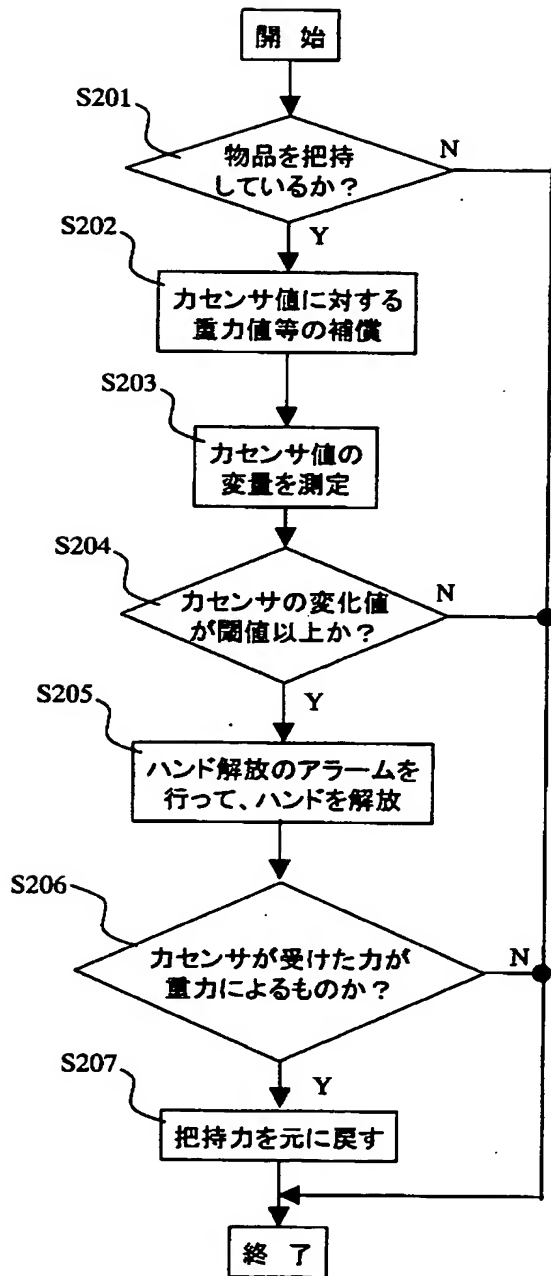 開 始
S201
物品を把持
しているか？
N
Y
S202
力センサ値に対する
重力値等の補償
S203
力センサ値の
変量を測定
S204
力センサの変化値
が閾値以上か？
N
Y
S205
ハンド解放のアラームを
行って、ハンドを解放
S206
力センサが受けた力が
重力によるものか？
N
Y
S207
把持力を元に戻す
終 了